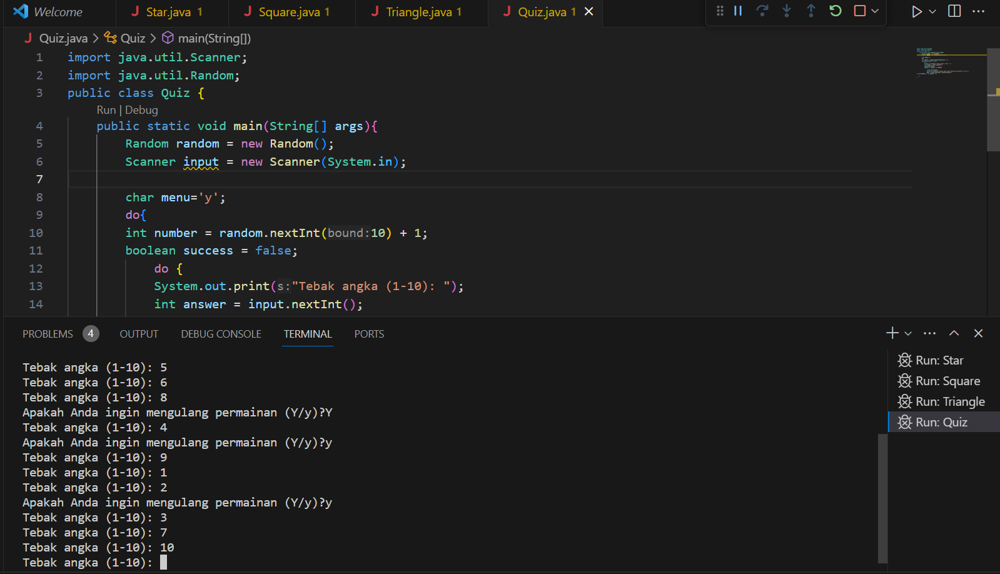 Welcome
Star.java 1
Square.java 1
Triangle.java 1
Quiz.java 1
Quiz.java > Quiz > main(String[])
1 import java.util.Scanner;
2 import java.util.Random;
3 public class Quiz {
Run | Debug
4 public static void main(String[] args){
5 Random random = new Random();
6 Scanner input = new Scanner(System.in);
7
8 char menu='y';
9 do{
10 int number = random.nextInt(bound:10) + 1;
11 boolean success = false;
12 do {
13 System.out.print(s:"Tebak angka (1-10): ");
14 int answer = input.nextInt();
PROBLEMS 4 OUTPUT DEBUG CONSOLE TERMINAL PORTS
Tebak angka (1-10): 5
Tebak angka (1-10): 6
Tebak angka (1-10): 8
Apakah Anda ingin mengulang permainan (Y/y)?Y
Tebak angka (1-10): 4
Apakah Anda ingin mengulang permainan (Y/y)?y
Tebak angka (1-10): 9
Tebak angka (1-10): 1
Tebak angka (1-10): 2
Apakah Anda ingin mengulang permainan (Y/y)?y
Tebak angka (1-10): 3
Tebak angka (1-10): 7
Tebak angka (1-10): 10
Tebak angka (1-10):
Run: Star
Run: Square
Run: Triangle
Run: Quiz